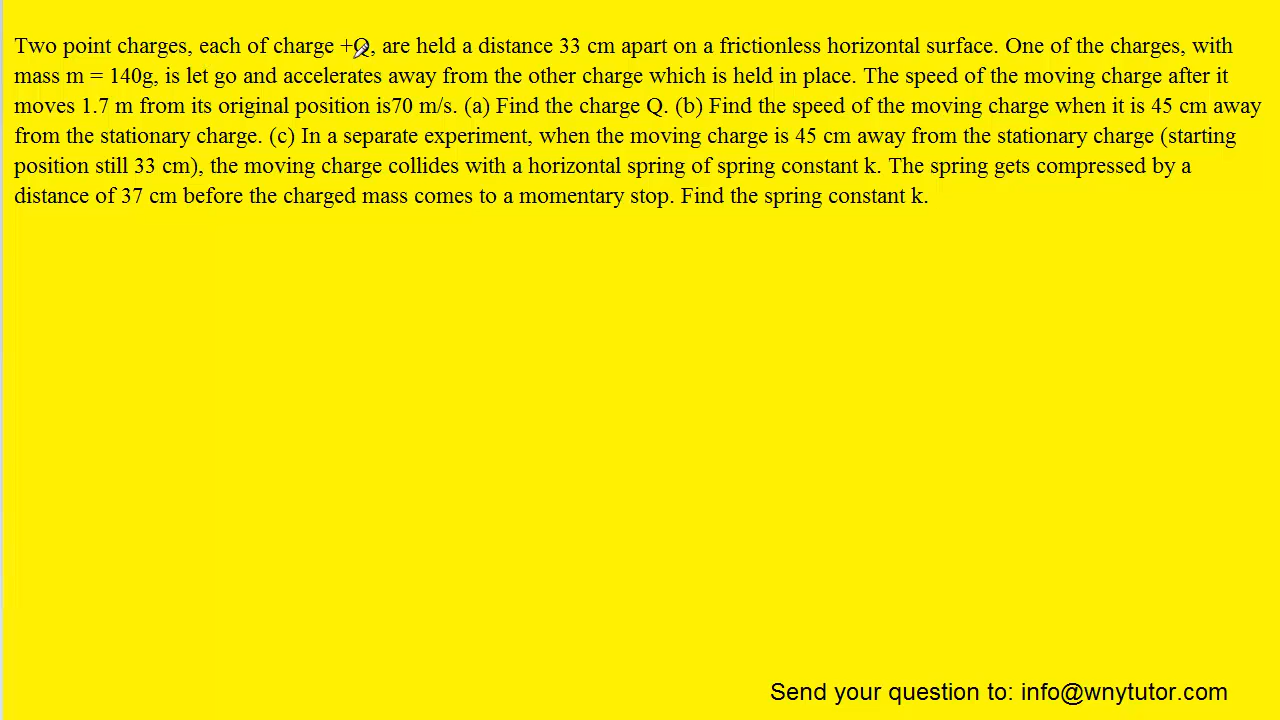 Two point charges, each of charge +Q, are held a distance 33 cm apart on a frictionless horizontal surface. One of the charges, with
mass m = 140g, is let go and accelerates away from the other charge which is held in place. The speed of the moving charge after it
moves 1.7 m from its original position is70 m/s. (a) Find the charge Q. (b) Find the speed of the moving charge when it is 45 cm away
from the stationary charge. (c) In a separate experiment, when the moving charge is 45 cm away from the stationary charge (starting
position still 33 cm), the moving charge collides with a horizontal spring of spring constant k. The spring gets compressed by a
distance of 37 cm before the charged mass comes to a momentary stop. Find the spring constant k.
Send your question to: info@wnytutor.com